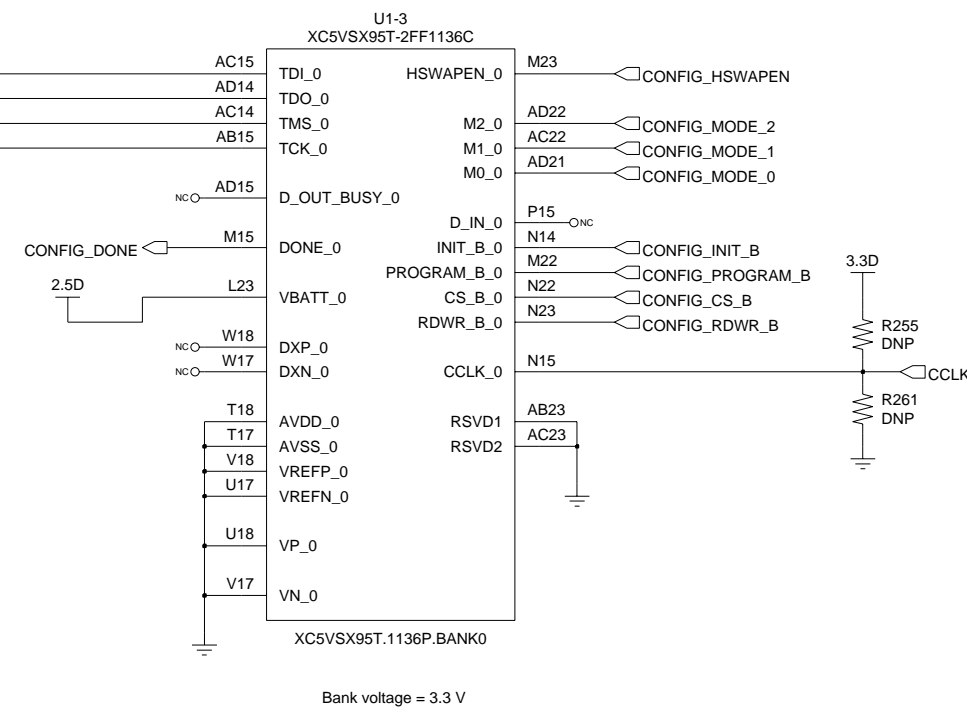 U1-3
XC5VSX95T-2FF1136C
AC15 TDI_0 HSWAPEN_0 M23 CONFIG_HSWAPEN
AD14 TDO_0
AC14 TMS_0 M2_0 AD22 CONFIG_MODE_2
AB15 TCK_0 M1_0 AC22 CONFIG_MODE_1
M0_0 AD21 CONFIG_MODE_0
NC AD15 D_OUT_BUSY_0
D_IN_0 P15 NC
CONFIG_DONE M15 DONE_0 INIT_B_0 N14 CONFIG_INIT_B
PROGRAM_B_0 M22 CONFIG_PROGRAM_B 3.3D
2.5D L23 VBATT_0 CS_B_0 N22 CONFIG_CS_B
RDWR_B_0 N23 CONFIG_RDWR_B R255
DNP
NC W18 DXP_0
NC W17 DXN_0 CCLK_0 N15 CCLK
R261
T18 AVDD_0 RSVD1 AB23 DNP
T17 AVSS_0 RSVD2 AC23
V18 VREFP_0
U17 VREFN_0
U18 VP_0
V17 VN_0
XC5VSX95T.1136P.BANK0
Bank voltage = 3.3 V